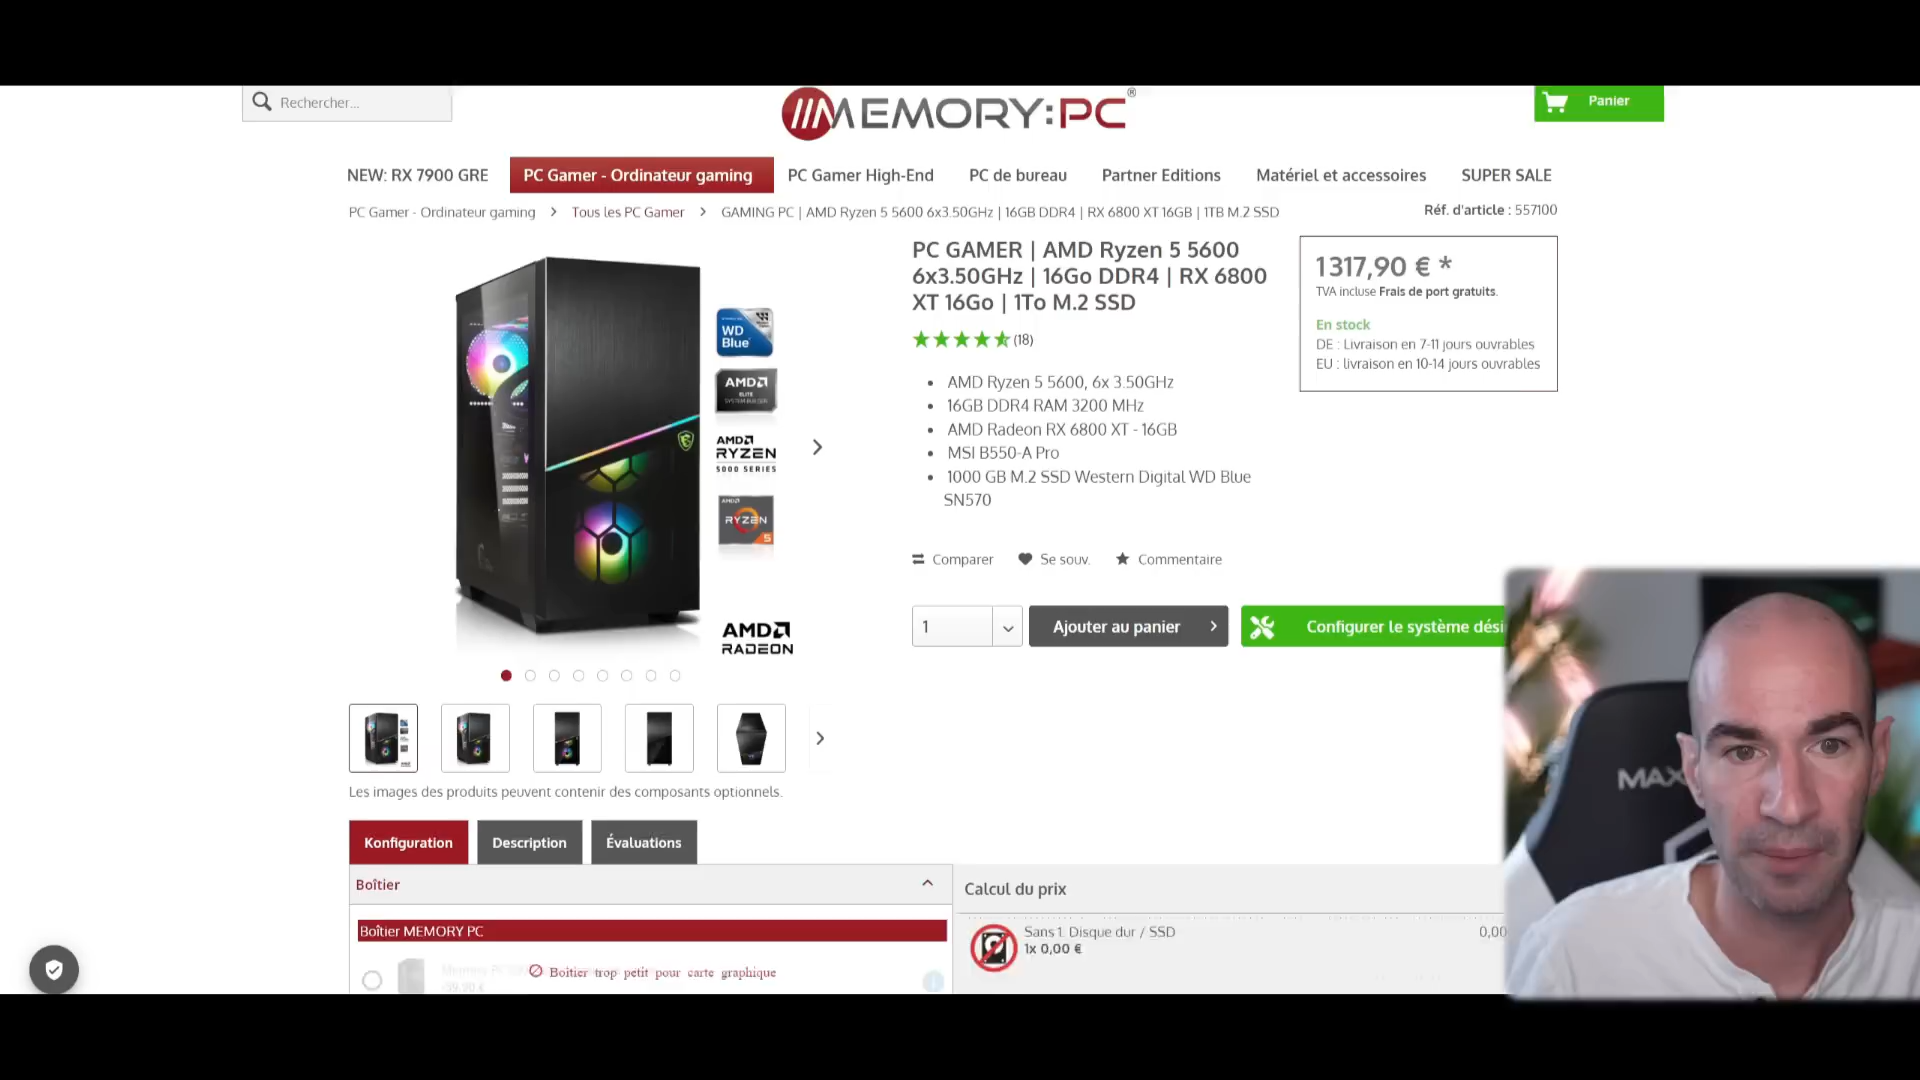 Rechercher...
MEMORY:PC®
Panier
NEW: RX 7900 GRE
PC Gamer - Ordinateur gaming
PC Gamer High-End
PC de bureau
Partner Editions
Matériel et accessoires
SUPER SALE
PC Gamer - Ordinateur gaming > Tous les PC Gamer > GAMING PC | AMD Ryzen 5 5600 6x3.50GHz | 16GB DDR4 | RX 6800 XT 16GB | 1TB M.2 SSD
Réf. d'article : 557100
PC GAMER | AMD Ryzen 5 5600
6x3.50GHz | 16Go DDR4 | RX 6800
XT 16Go | 1To M.2 SSD
(18)
1 317,90 € *
TVA incluse Frais de port gratuits.
En stock
DE : Livraison en 7-11 jours ouvrables
EU : livraison en 10-14 jours ouvrables
WD
Blue
AMD
ELITE
AMD
RYZEN
5000 SERIES
AMD
RYZEN
5
AMD
RADEON
• AMD Ryzen 5 5600, 6x 3.50GHz
• 16GB DDR4 RAM 3200 MHz
• AMD Radeon RX 6800 XT - 16GB
• MSI B550-A Pro
• 1000 GB M.2 SSD Western Digital WD Blue
SN570
Comparer
Se souv.
Commentaire
1
Ajouter au panier
Configurer le système dési
Les images des produits peuvent contenir des composants optionnels.
Konfiguration
Description
Évaluations
Boîtier
Boîtier MEMORY PC
Boîtier trop petit pour carte graphique
Calcul du prix
Sans 1. Disque dur / SSD
0,00
1x 0,00 €
MAX